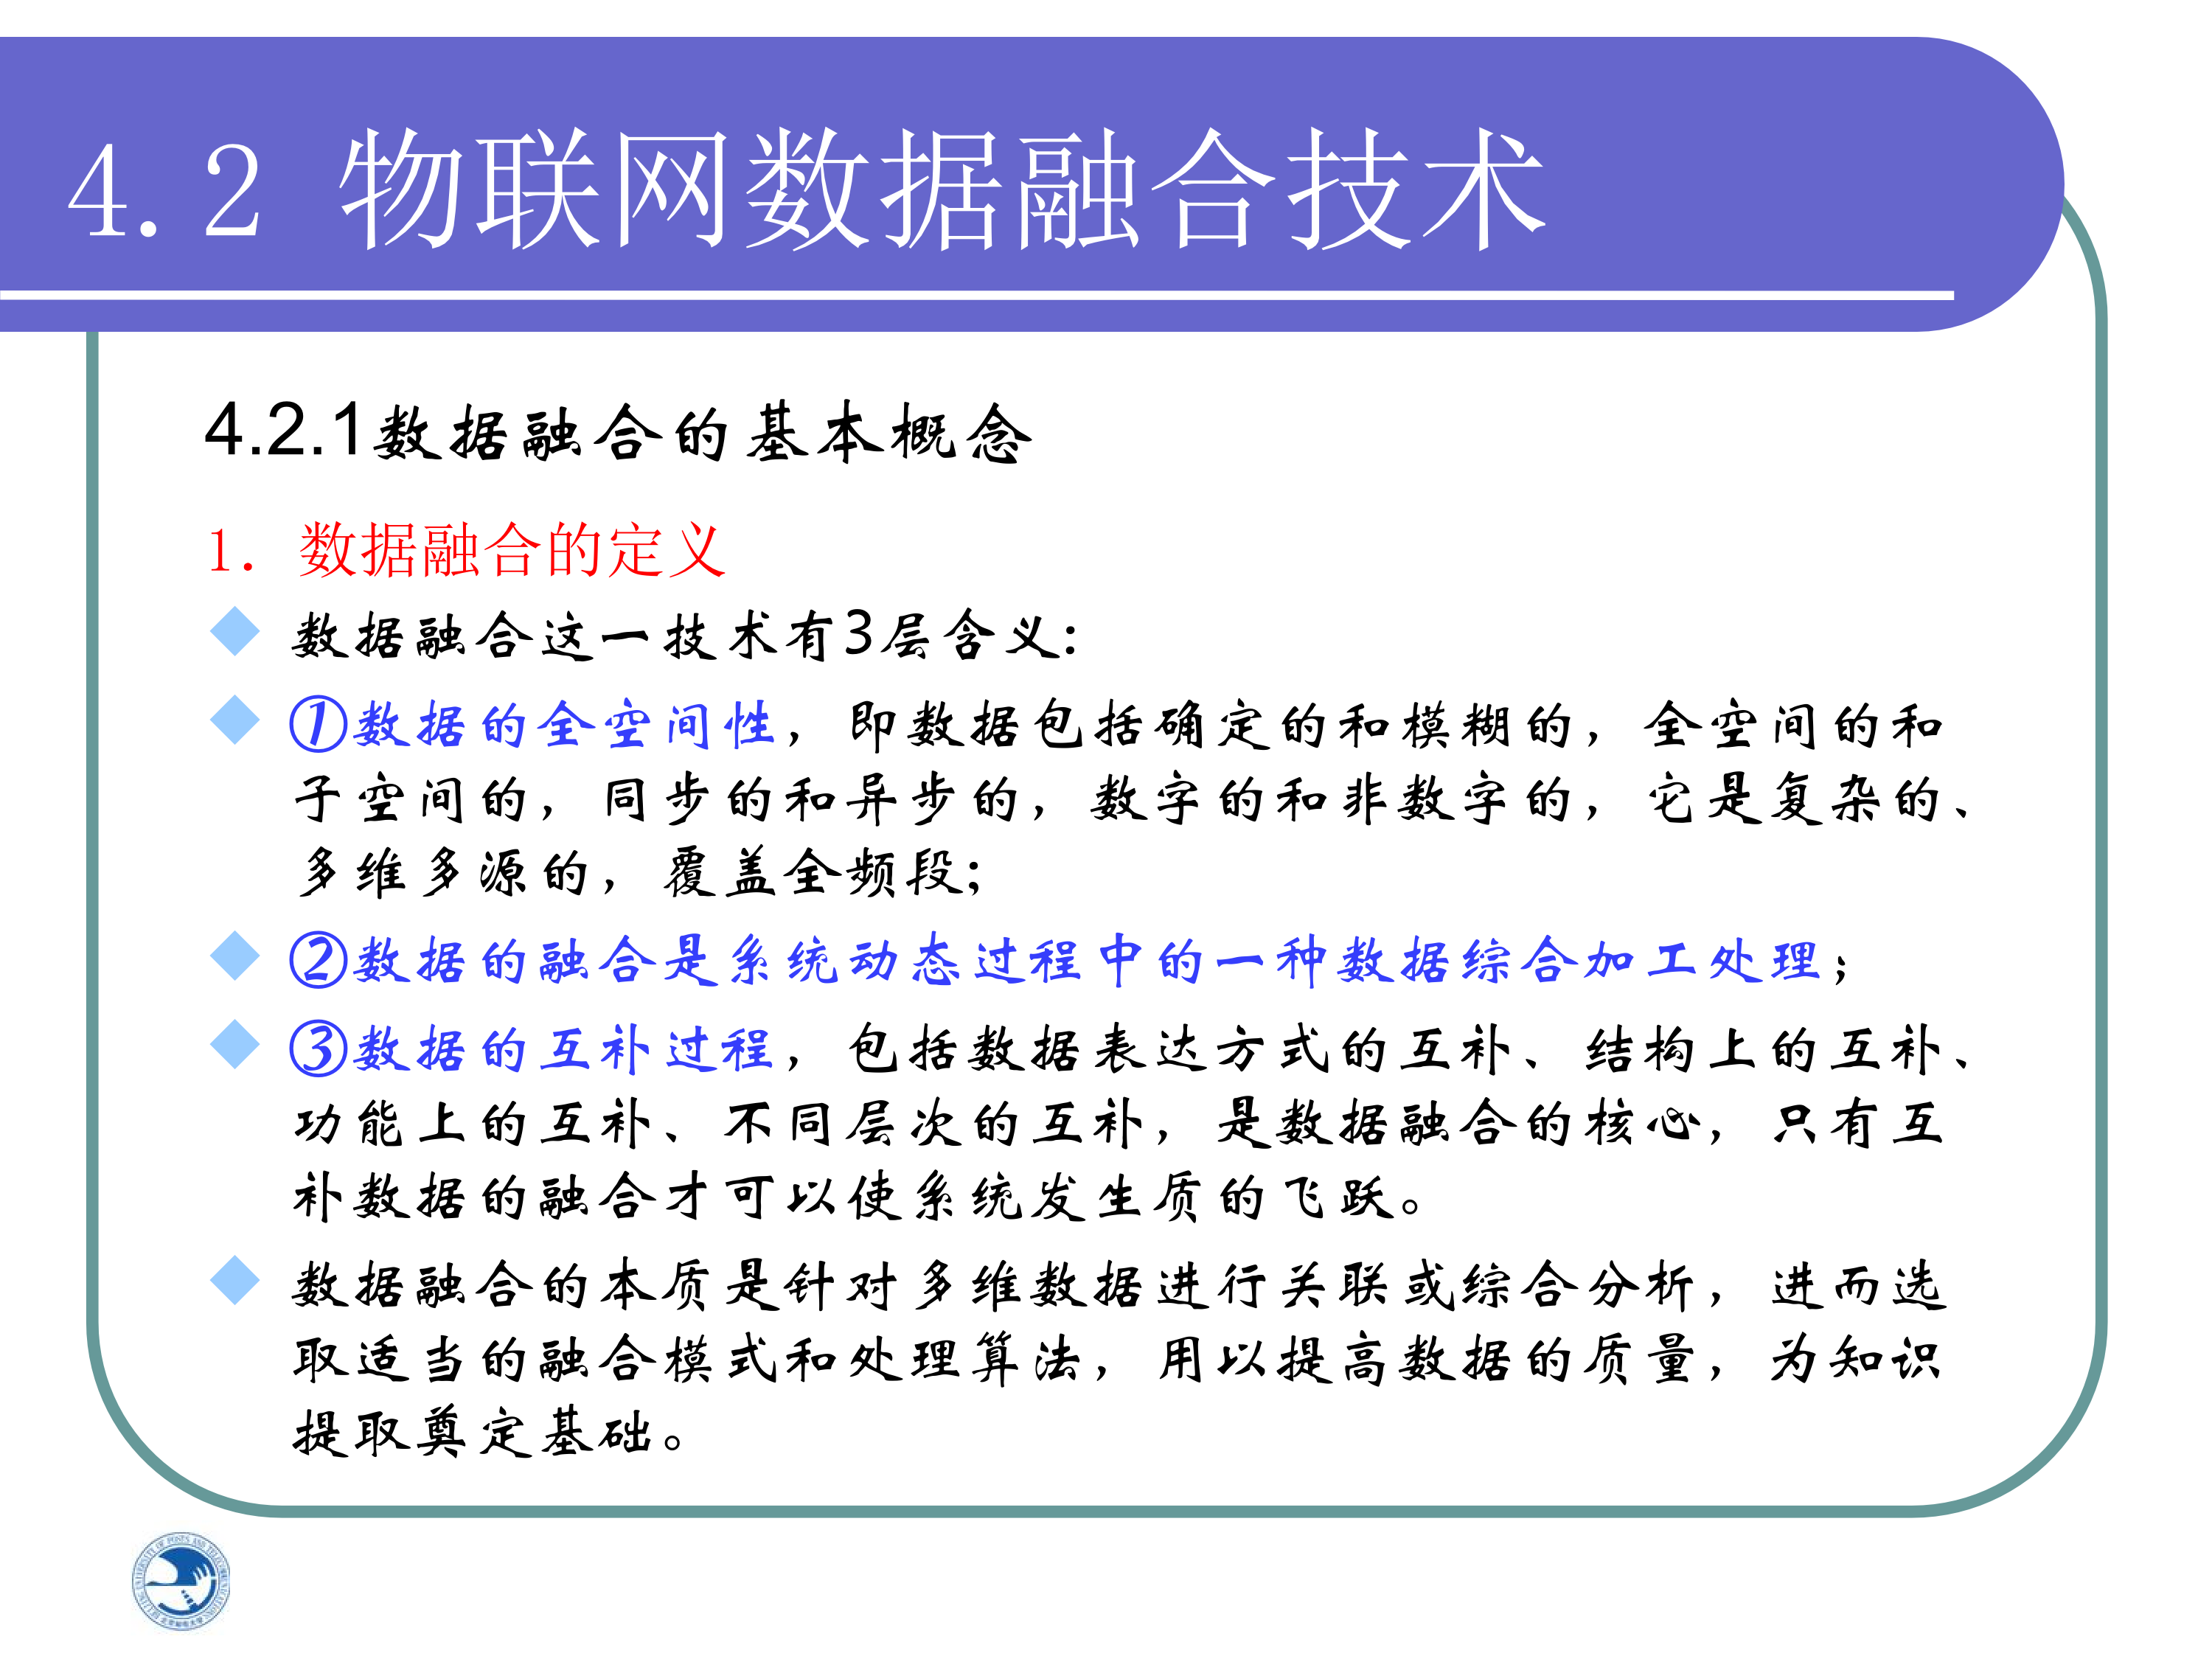 4.2 物联网数据融合技术
4.2.1数据融合的基本概念
1. 数据融合的定义
数据融合这一技术有3层含义：
①数据的全空间性，即数据包括确定的和模糊的，全空间的和
子空间的，同步的和异步的，数字的和非数字的，它是复杂的、
多维多源的，覆盖全频段；
②数据的融合是系统动态过程中的一种数据综合加工处理；
③数据的互补过程，包括数据表达方式的互补、结构上的互补、
功能上的互补、不同层次的互补，是数据融合的核心，只有互
补数据的融合才可以使系统发生质的飞跃。
数据融合的本质是针对多维数据进行关联或综合分析，进而选
取适当的融合模式和处理算法，用以提高数据的质量，为知识
提取奠定基础。